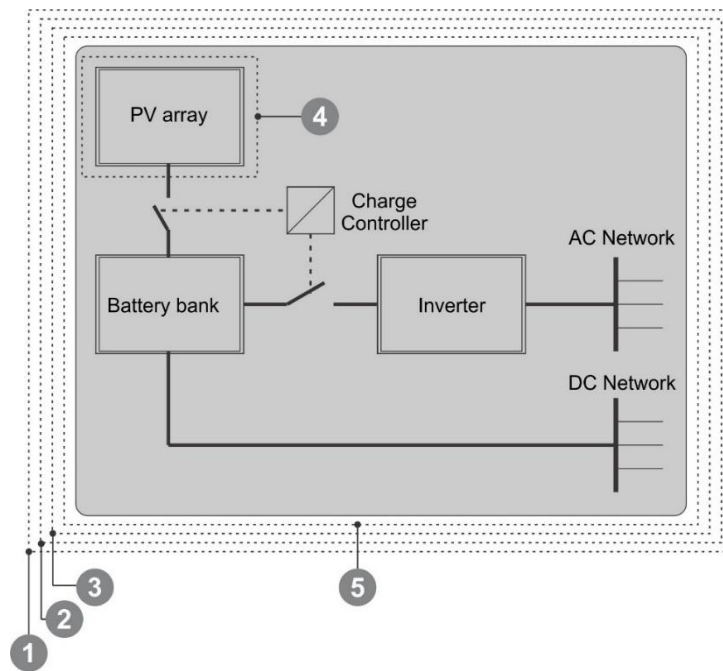 PV array
4
Charge
Controller
AC Network
Battery bank
Inverter
DC Network
5
3
2
1